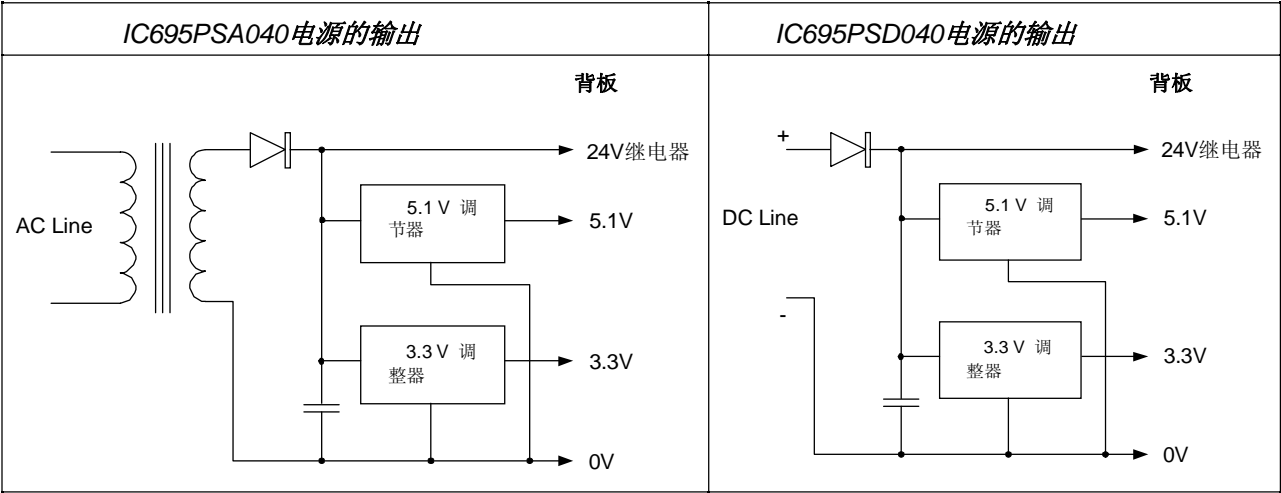 IC695PSA040电源的输出
IC695PSD040电源的输出
背板
24V继电器
AC Line
5.1 V 调
节器
5.1V
3.3 V 调
整器
3.3V
0V
背板
+
24V继电器
DC Line
5.1 V 调
节器
5.1V
-
3.3 V 调
整器
3.3V
0V